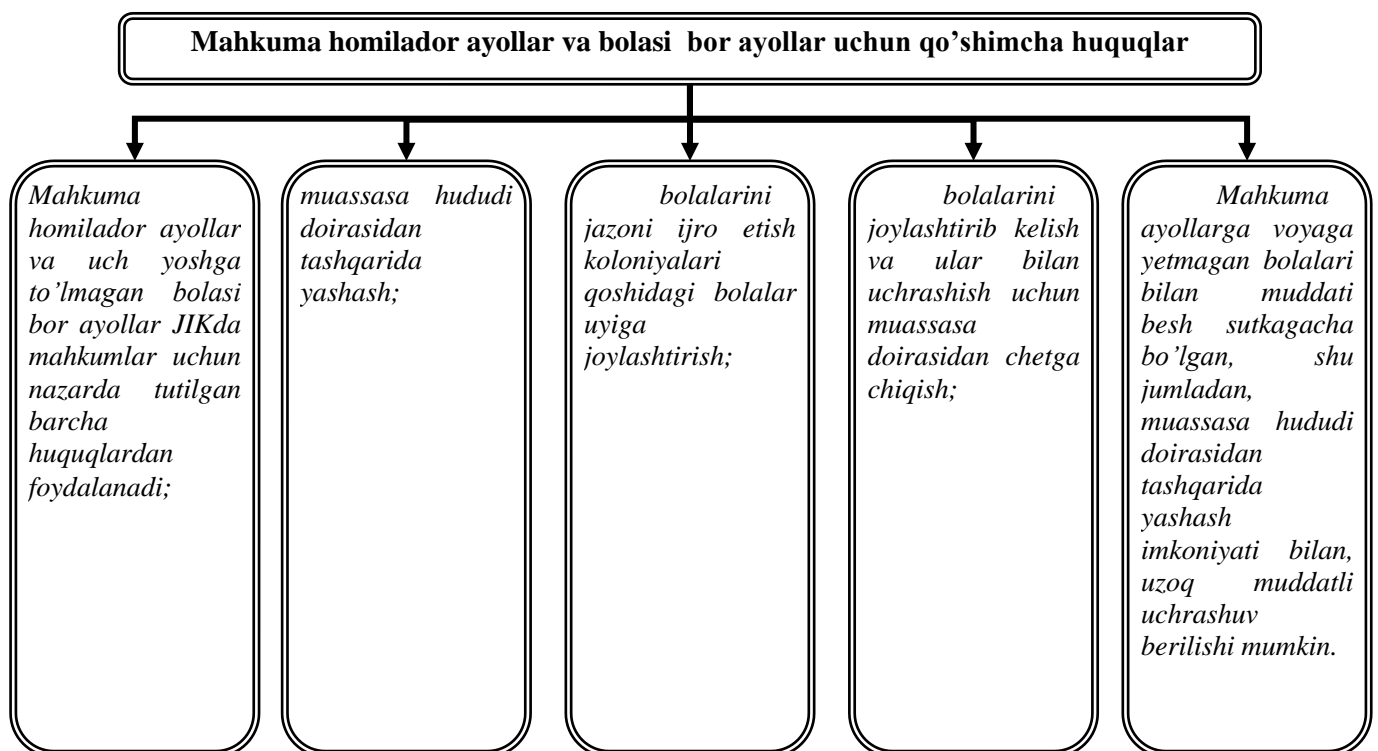 Mahkuma homilador ayollar va bolasi bor ayollar uchun qo’shimcha huquqlar
Mahkuma
homilador ayollar
va uch yoshga
to’lmagan bolasi
bor ayollar JIKda
mahkumlar uchun
nazarda tutilgan
barcha
huquqlardan
foydalanadi;
muassasa hududi
doirasidan
tashqarida
yashash;
bolalarini
jazoni ijro etish
koloniyalari
qoshidagi bolalar
uyiga
joylashtirish;
bolalarini
joylashtirib kelish
va ular bilan
uchrashish uchun
muassasa
doirasidan chetga
chiqish;
Mahkuma
ayollarga voyaga
yetmagan bolalari
bilan muddati
besh sutkagacha
bo’lgan, shu
jumladan,
muassasa hududi
doirasidan
tashqarida
yashash
imkoniyati bilan,
uzoq muddatli
uchrashuv
berilishi mumkin.